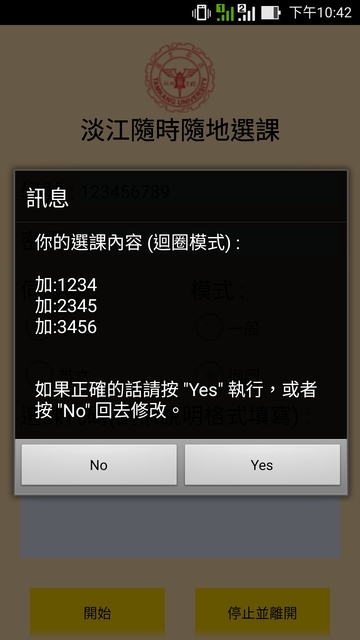 下午10:42
TAMKANG UNIVERSITY
淡江隨時隨地選課
123456789
訊息
你的選課內容 (迴圈模式) :
加:1234
加:2345
加:3456
模式 :
一般
如果正確的話請按 "Yes" 執行，或者
按 "No" 回去修改。
No
Yes
開始
停止並離開